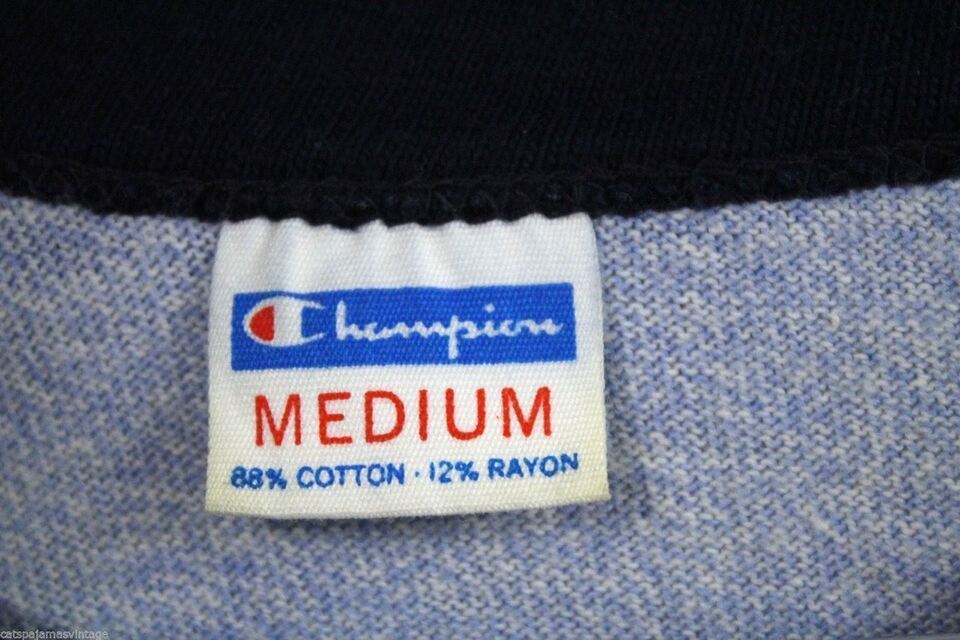 Champion
MEDIUM
88% COTTON · 12% RAYON
catspajamasvintage